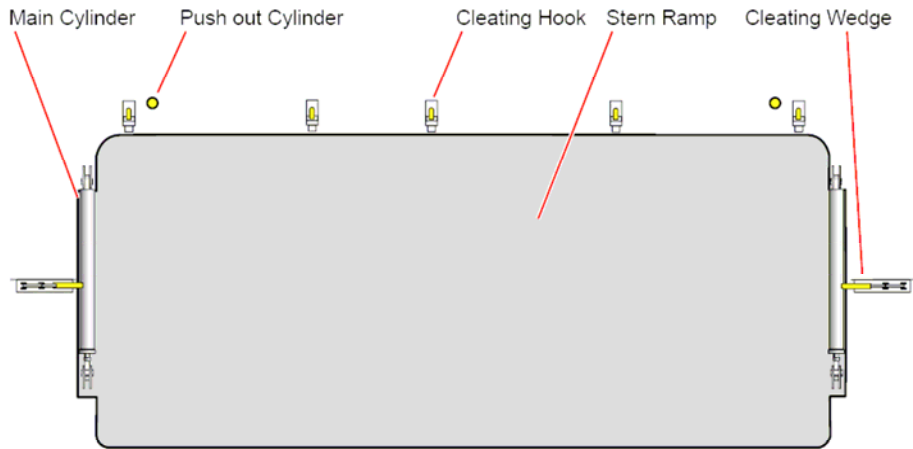 Main Cylinder
Push out Cylinder
Cleating Hook
Stern Ramp
Cleating Wedge